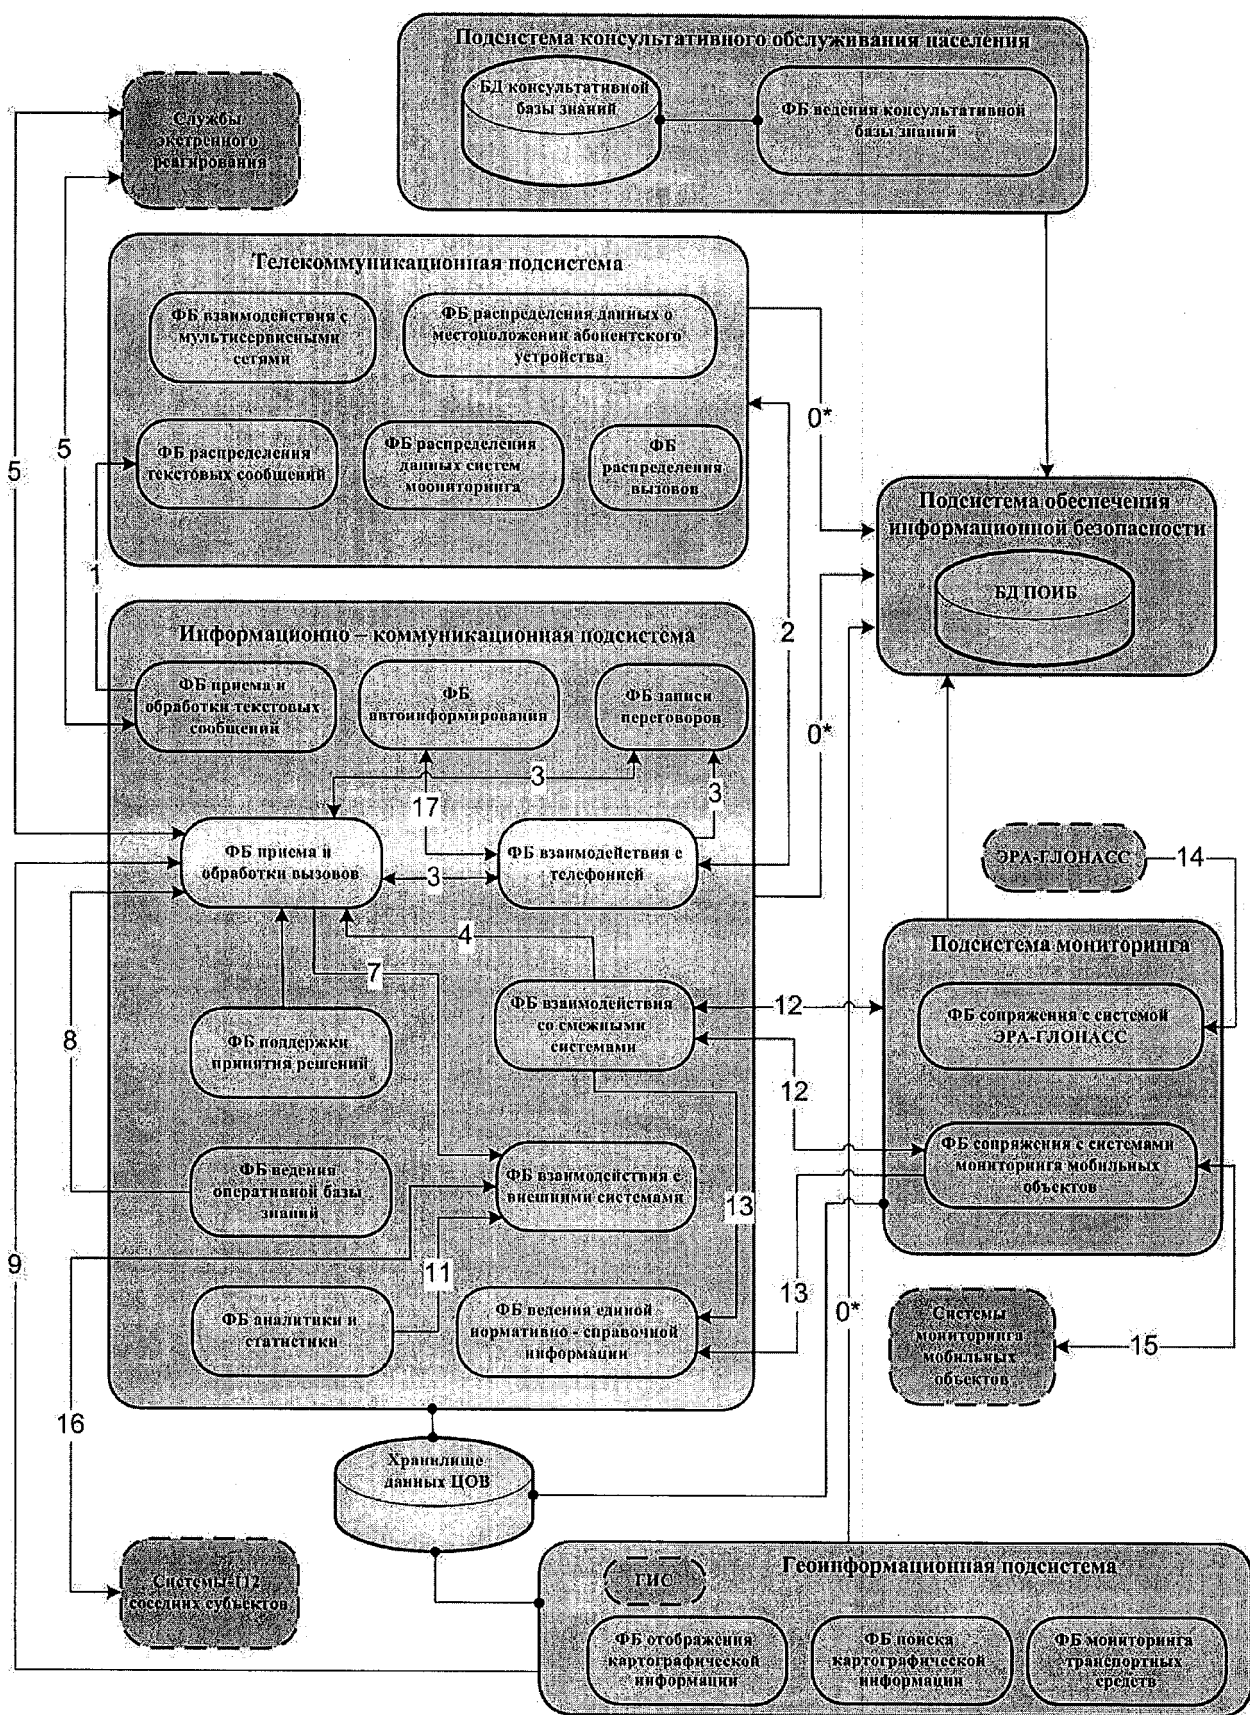 Подсистема консультативного обслуживания населения
БД консультативной
базы знаний
ФБ ведения консультативной
базы знаний
Службы
экстренного
реагирования
Телекоммуникационная подсистема
ФБ взаимодействия с
мультисервисными
сетями
ФБ распределения данных о
местоположении абонентского
устройства
ФБ распределения
текстовых сообщений
ФБ распределения
данных систем
моониторинга
ФБ
распределения
вызовов
0*
5
5
1
2
Подсистема обеспечения
информационной безопасности
БД ПОИБ
Информационно – коммуникационная подсистема
ФБ приема и
обработки текстовых
сообщений
ФБ
автоинформирования
ФБ записи
переговоров
0*
3
3
17
ФБ приема и
обработки вызовов
3
ФБ взаимодействия с
телефонией
ЭРА-ГЛОНАСС
14
4
7
Подсистема мониторинга
ФБ взаимодействия
со смежными
системами
12
ФБ сопряжения с системой
ЭРА-ГЛОНАСС
8
ФБ поддержки
принятия решений
12
ФБ сопряжения с системами
мониторинга мобильных
объектов
ФБ ведения
оперативной базы
знаний
ФБ взаимодействия с
внешними системами
13
9
11
13
0*
ФБ аналитики и
статистики
ФБ ведения единой
нормативно - справочной
информации
Системы
мониторинга
мобильных
объектов
15
16
Хранилище
данных ЦОВ
Системы-112
соседних субъектов
Геоинформационная подсистема
ГИС
ФБ отображения
картографической
информации
ФБ поиска
картографической
информации
ФБ мониторинга
транспортных
средств